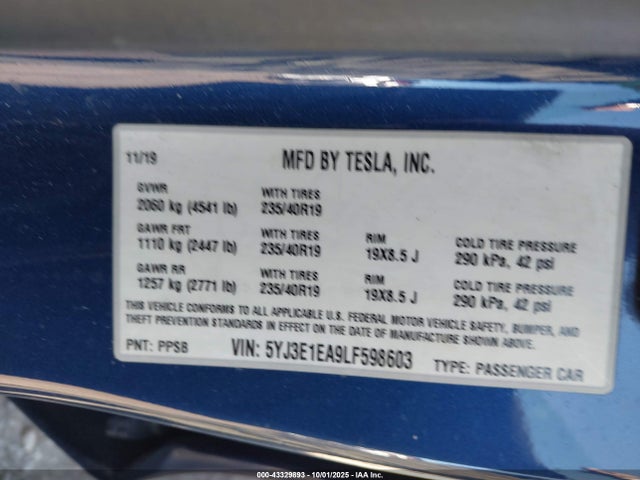 11/19 MFD BY TESLA, INC.
GVWR WITH TIRES
2060 kg (4541 lb) 235/40R19
GAWR FRT WITH TIRES RIM COLD TIRE PRESSURE
1110 kg (2447 lb) 235/40R19 19X8.5 J 290 kPa, 42 psi
GAWR RR WITH TIRES RIM COLD TIRE PRESSURE
1257 kg (2771 lb) 235/40R19 19X8.5 J 290 kPa, 42 psi
THIS VEHICLE CONFORMS TO ALL APPLICABLE U.S. FEDERAL MOTOR VEHICLE SAFETY, BUMPER, AND
THEFT PREVENTION STANDARDS IN EFFECT ON THE DATE OF MANUFACTURE SHOWN ABOVE.
PNT: PPSB VIN: 5YJ3E1EA9LF598603 TYPE: PASSENGER CAR
000-43329893 - 10/01/2025 - IAAI.COM